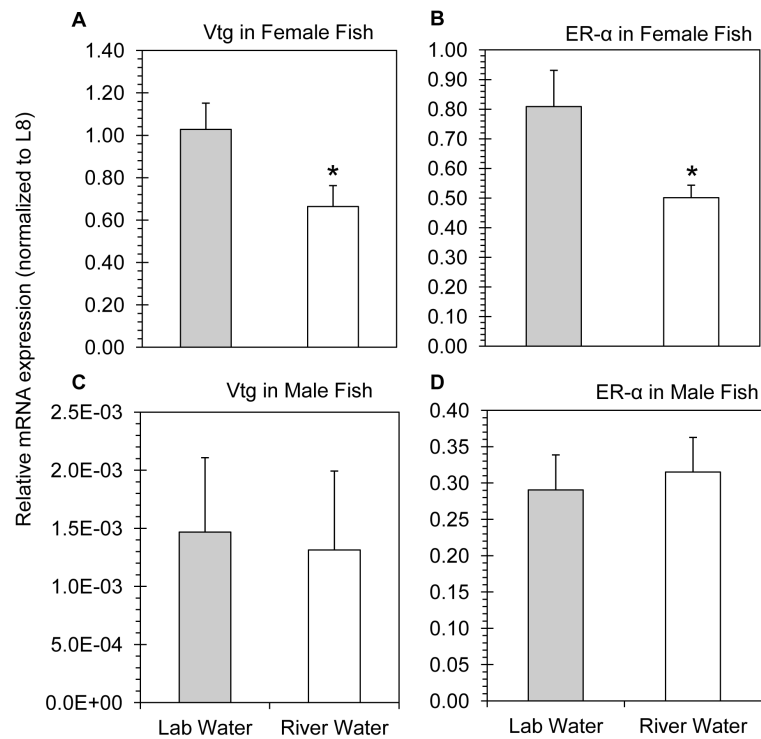 A
Vtg in Female Fish
1.40
1.20
1.00
0.80
0.60
0.40
0.20
0.00
*
B
ER-α in Female Fish
1.00
0.90
0.80
0.70
0.60
0.50
0.40
0.30
0.20
0.10
0.00
*
Relative mRNA expression (normalized to L8)
C
Vtg in Male Fish
2.5E-03
2.0E-03
1.5E-03
1.0E-03
5.0E-04
0.0E+00
Lab Water River Water
D
ER-α in Male Fish
0.40
0.35
0.30
0.25
0.20
0.15
0.10
0.05
0.00
Lab Water River Water